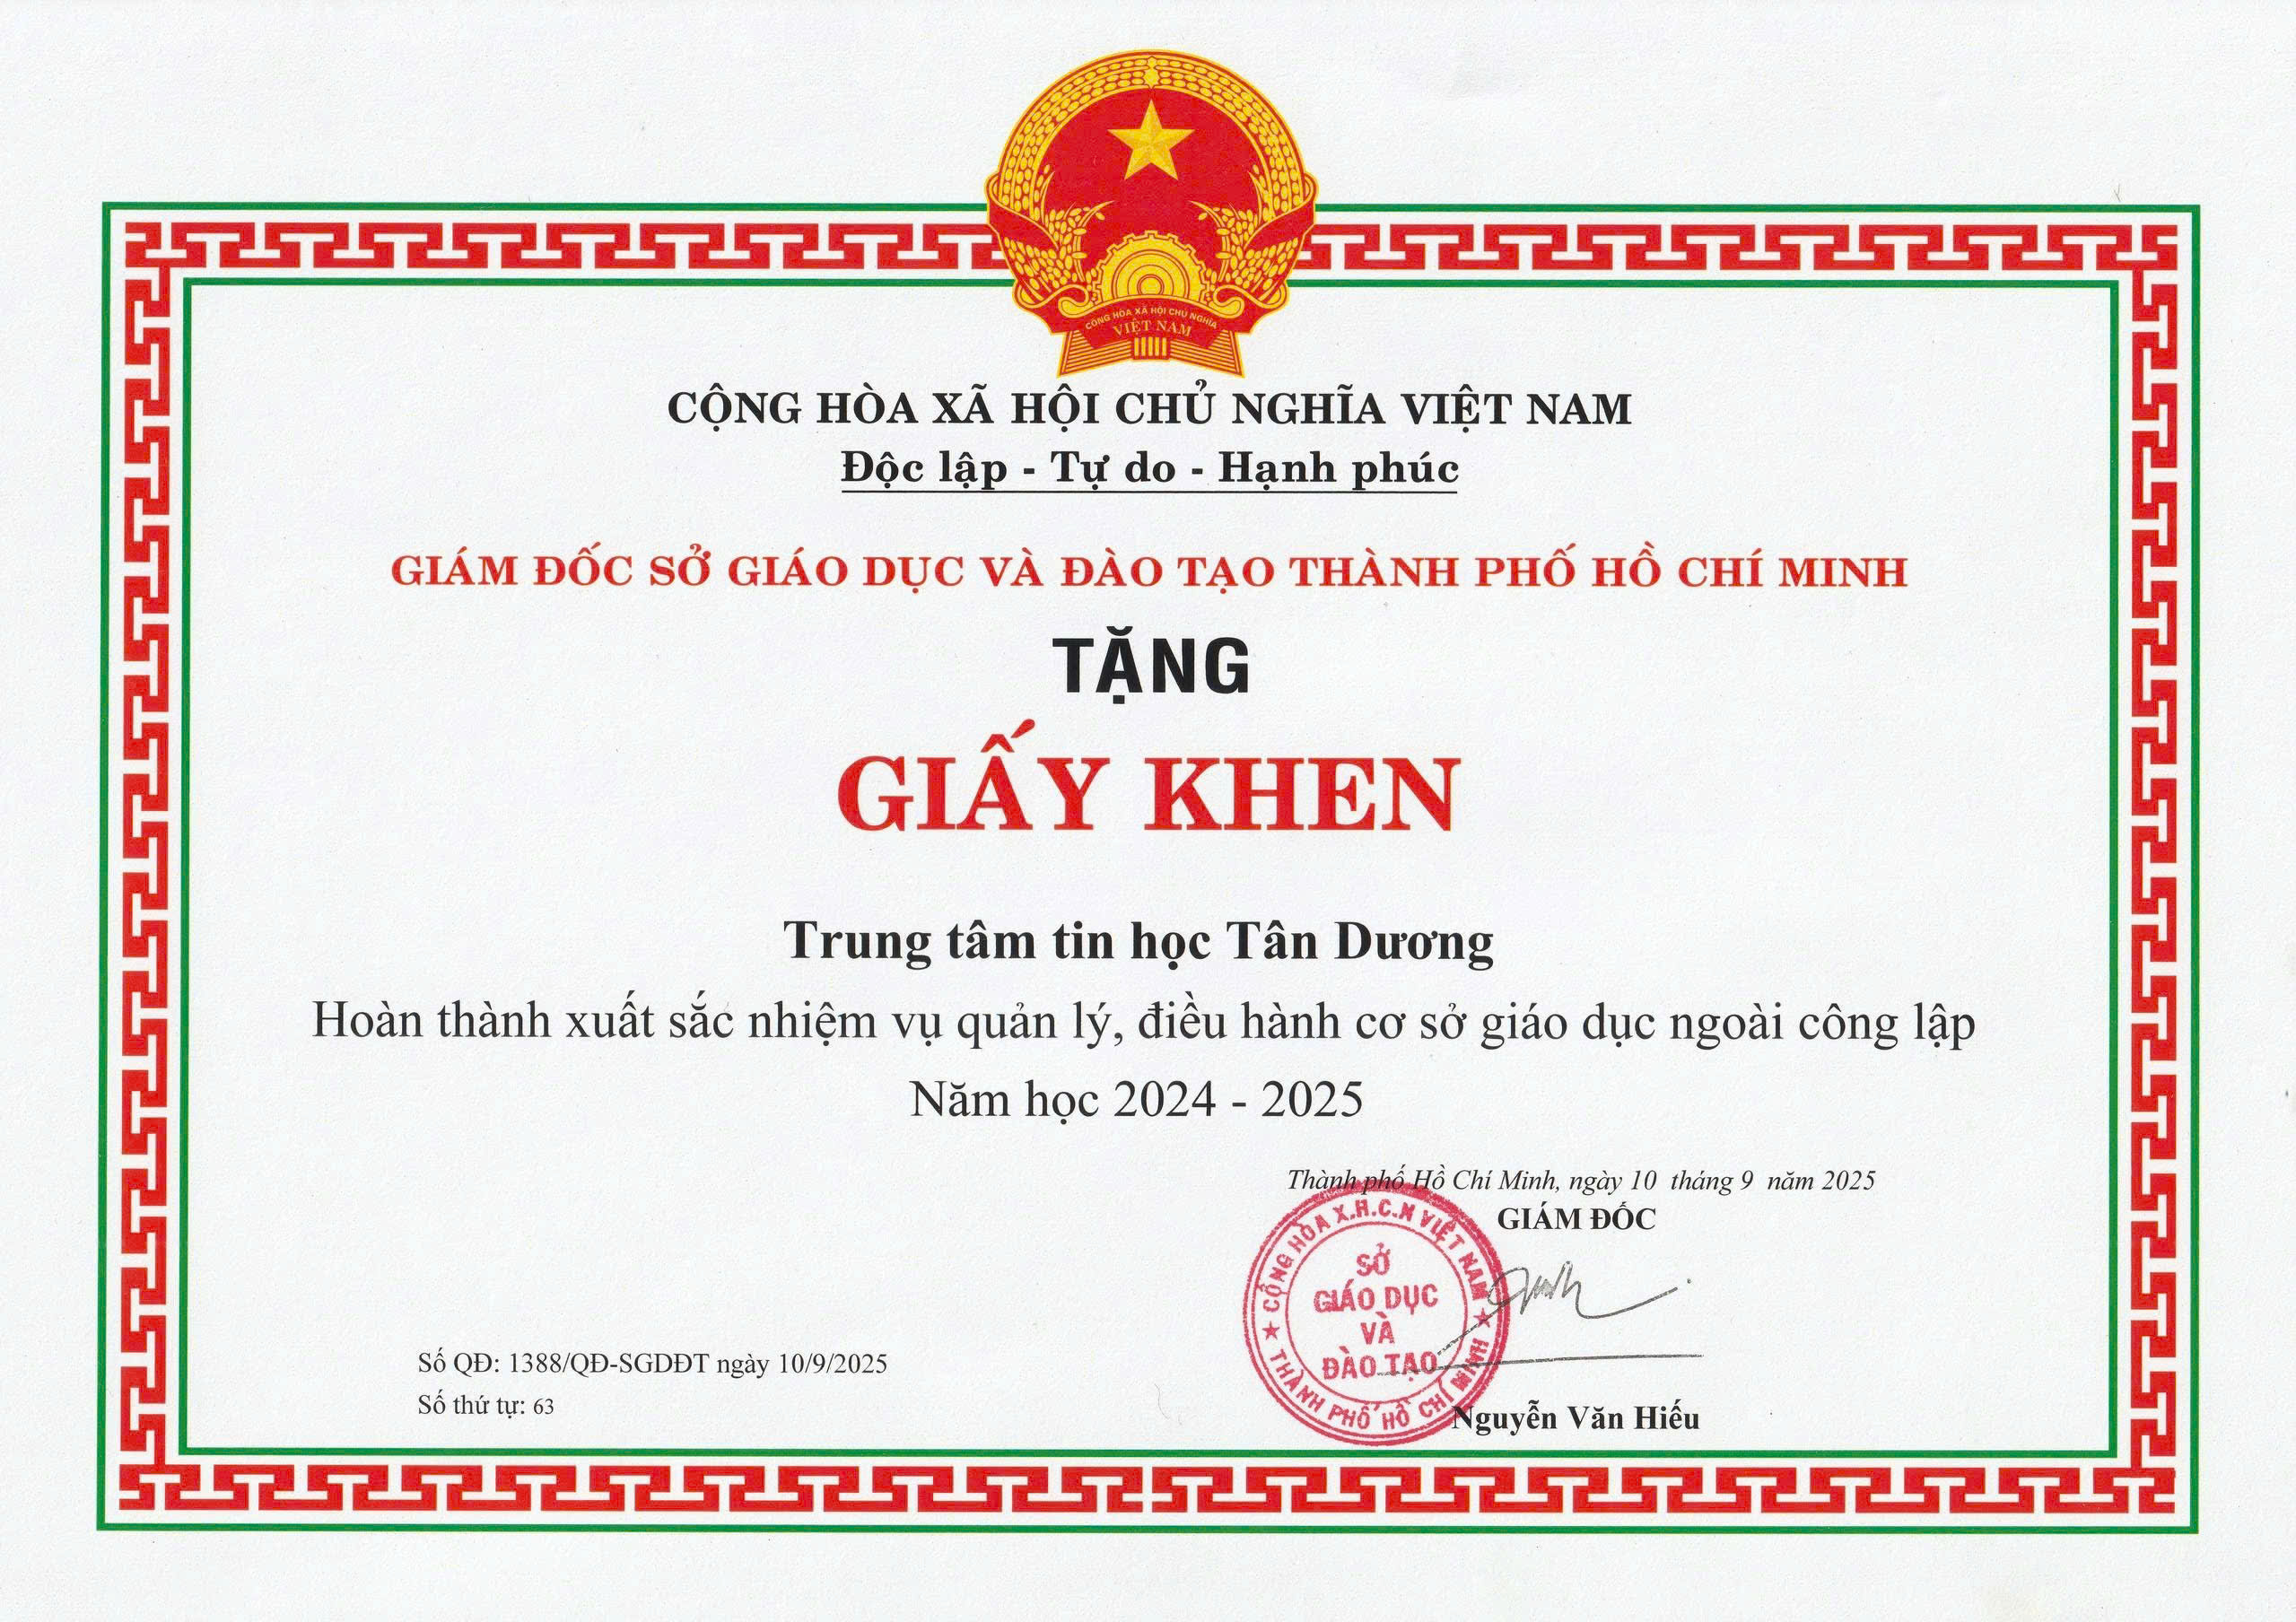 CỘNG HÒA XÃ HỘI CHỦ NGHĨA
VIỆT NAM
CỘNG HÒA XÃ HỘI CHỦ NGHĨA VIỆT NAM
Độc lập - Tự do - Hạnh phúc
GIÁM ĐỐC SỞ GIÁO DỤC VÀ ĐÀO TẠO THÀNH PHỐ HỒ CHÍ MINH
TẶNG
GIẤY KHEN
Trung tâm tin học Tân Dương
Hoàn thành xuất sắc nhiệm vụ quản lý, điều hành cơ sở giáo dục ngoài công lập
Năm học 2024 - 2025
Thành phố Hồ Chí Minh, ngày 10 tháng 9 năm 2025
GIÁM ĐỐC
CỘNG HÒA X.H.C.N VIỆT NAM
SỞ
GIÁO DỤC
VÀ
ĐÀO TẠO
THÀNH PHỐ HỒ CHÍ MINH
Nguyễn Văn Hiếu
Số QĐ: 1388/QĐ-SGDĐT ngày 10/9/2025
Số thứ tự: 63